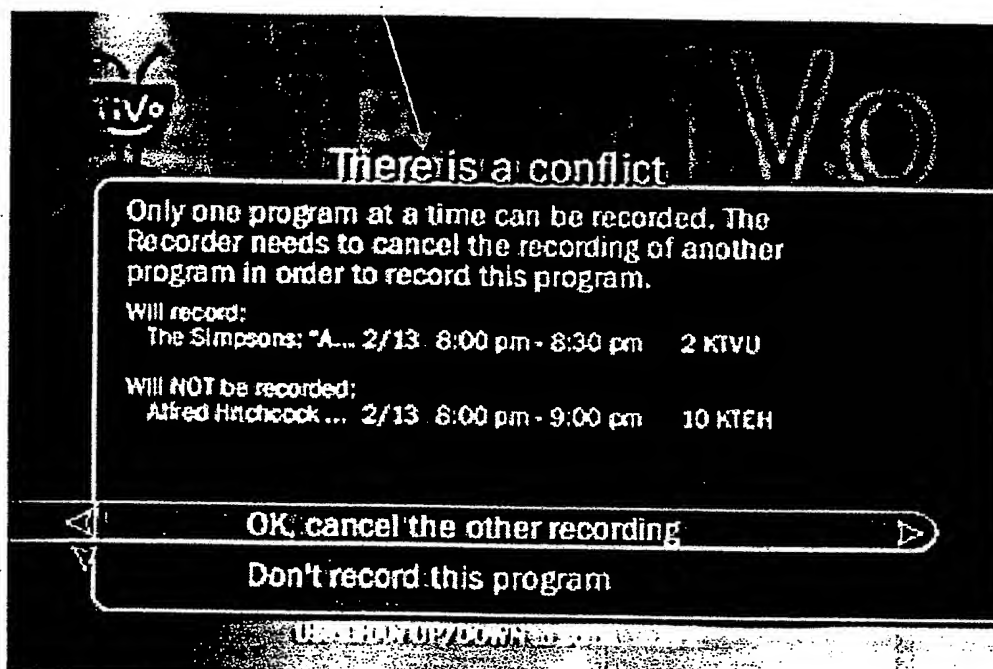 TiVo
TiVo
There is a conflict
Only one program at a time can be recorded. The
Recorder needs to cancel the recording of another
program in order to record this program.
Will record:
The Simpsons: "A... 2/13 8:00 pm - 8:30 pm 2 KTVU
Will NOT be recorded:
Alfred Hitchcock ... 2/13 8:00 pm - 9:00 pm 10 KTEH
OK, cancel the other recording
Don't record this program
UP/DOWN